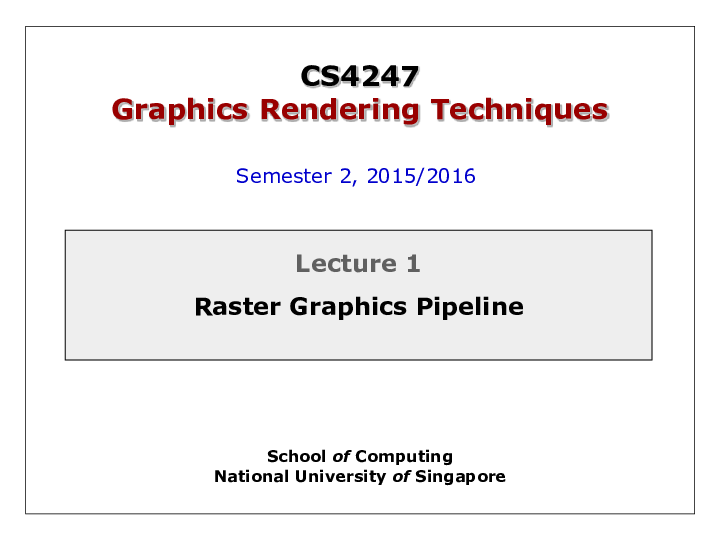 CS4247
Graphics Rendering Techniques
Semester 2, 2015/2016
Lecture 1
Raster Graphics Pipeline
School of Computing
National University of Singapore